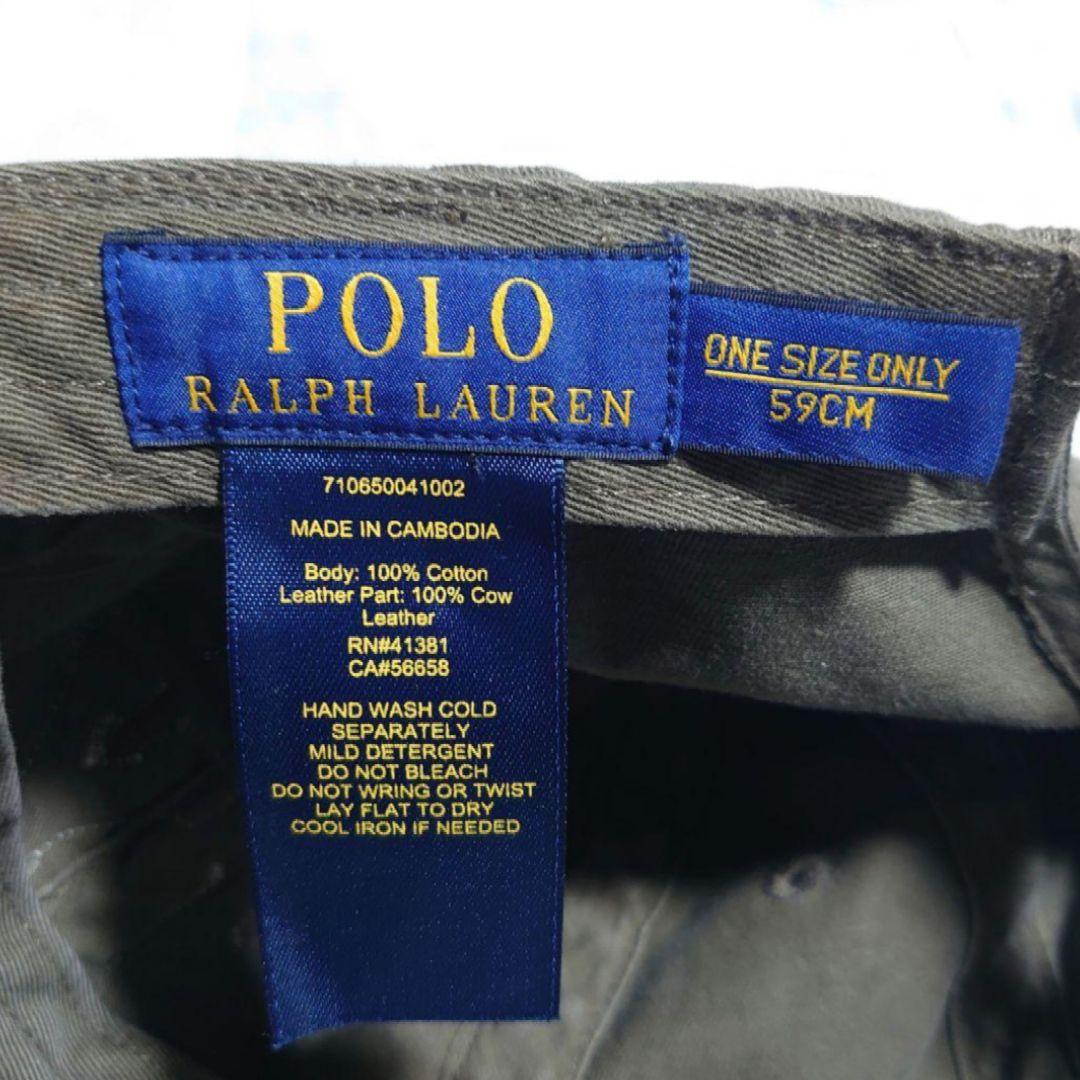 POLO
RALPH LAUREN
ONE SIZE ONLY
59CM
710650041002
MADE IN CAMBODIA
Body: 100% Cotton
Leather Part: 100% Cow
Leather
RN#41381
CA#56658
HAND WASH COLD
SEPARATELY
MILD DETERGENT
DO NOT BLEACH
DO NOT WRING OR TWIST
LAY FLAT TO DRY
COOL IRON IF NEEDED